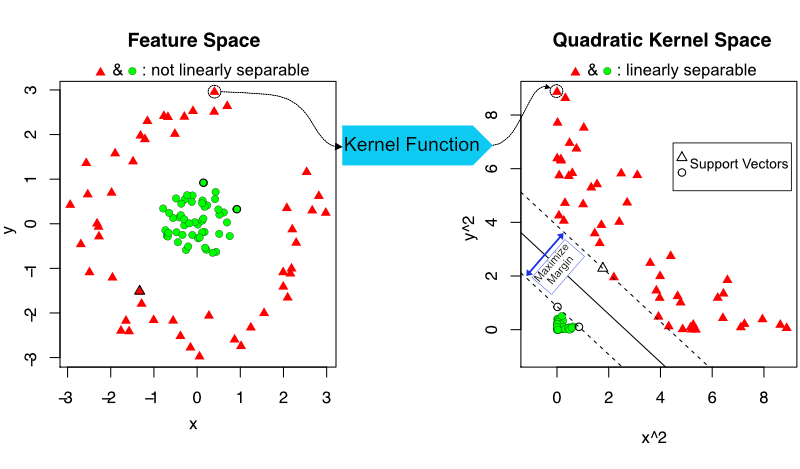 Feature Space
▲ & ● : not linearly separable
3
2
1
0
-1
-2
-3
y
-3 -2 -1 0 1 2 3
x
Kernel Function
Quadratic Kernel Space
▲ & ● : linearly separable
8
6
4
2
0
y^2
0 2 4 6 8
x^2
△ Support Vectors
○
Maximize
Margin